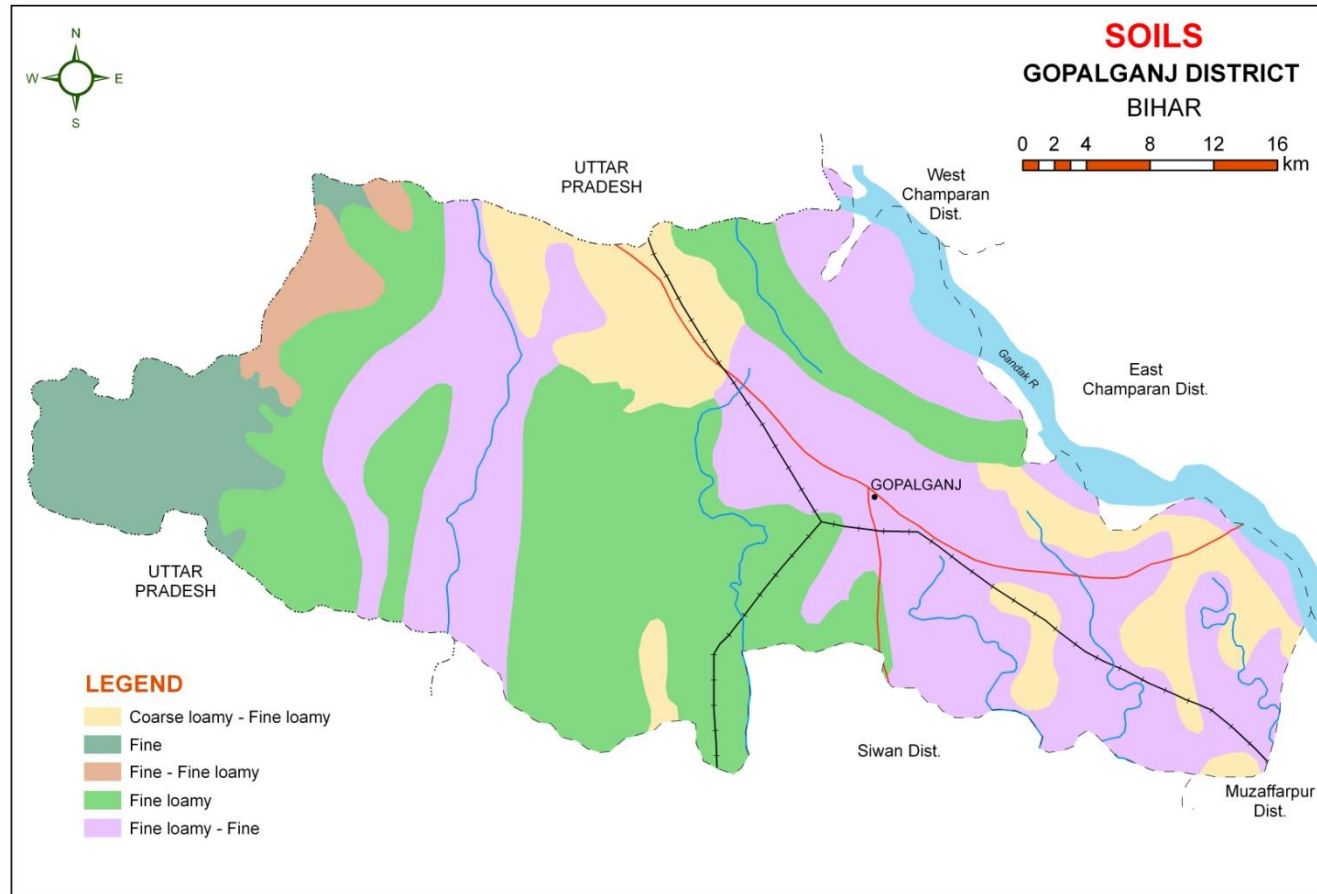 SOILS
GOPALGANJ DISTRICT
BIHAR
0 2 4 8 12 16
km
N
W E
S
UTTAR
PRADESH
West
Champaran
Dist.
Gandak R
East
Champaran Dist.
GOPALGANJ
UTTAR
PRADESH
Siwan Dist.
Muzaffarpur
Dist.
LEGEND
Coarse loamy - Fine loamy
Fine
Fine - Fine loamy
Fine loamy
Fine loamy - Fine